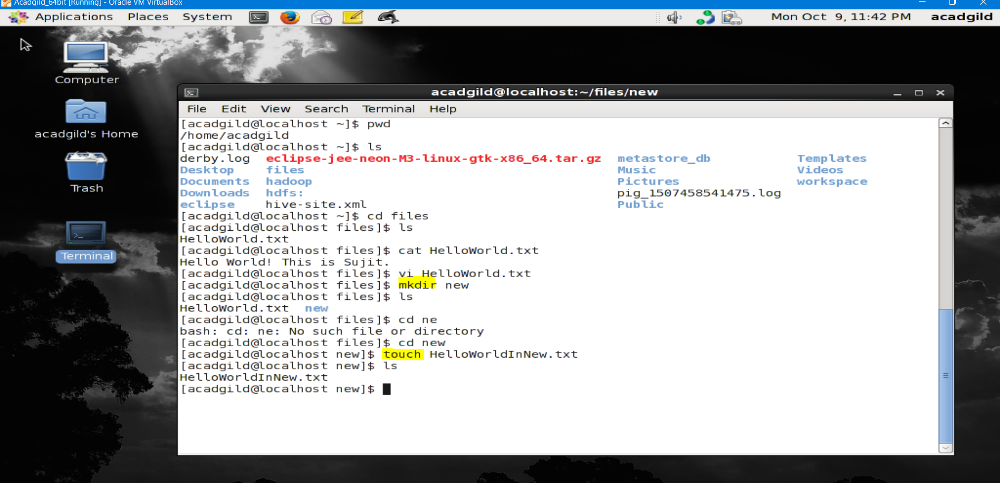 Acadgild_64bit [Running] - Oracle VM VirtualBox
Applications Places System Mon Oct 9, 11:42 PM acadgild
Computer
acadgild's Home
Trash
Terminal
acadgild@localhost:~/files/new
File Edit View Search Terminal Help
[acadgild@localhost ~]$ pwd
/home/acadgild
[acadgild@localhost ~]$ ls
derby.log eclipse-jee-neon-M3-linux-gtk-x86_64.tar.gz metastore_db Templates
Desktop files Music Videos
Documents hadoop Pictures workspace
Downloads hdfs: pig_1507458541475.log
eclipse hive-site.xml Public
[acadgild@localhost ~]$ cd files
[acadgild@localhost files]$ ls
HelloWorld.txt
[acadgild@localhost files]$ cat HelloWorld.txt
Hello World! This is Sujit.
[acadgild@localhost files]$ vi HelloWorld.txt
[acadgild@localhost files]$ mkdir new
[acadgild@localhost files]$ ls
HelloWorld.txt new
[acadgild@localhost files]$ cd ne
bash: cd: ne: No such file or directory
[acadgild@localhost files]$ cd new
[acadgild@localhost new]$ touch HelloWorldInNew.txt
[acadgild@localhost new]$ ls
HelloWorldInNew.txt
[acadgild@localhost new]$